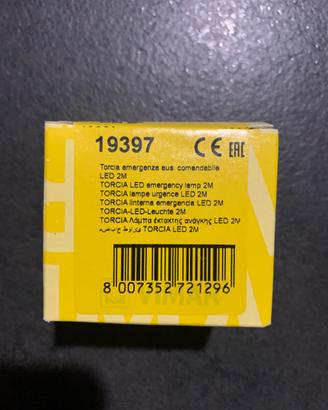 19397 CE EAC
Torcia emergenza aus. comandabile
LED 2M
TORCIA LED emergency lamp 2M
TORCIA lampe urgence LED 2M
TORCIA linterna emergencia LED 2M
TORCIA-LED-Leuchte 2M
TORCIA Λάμπα έκτακτης ανάγκης LED 2M
مصباح طوارئ TORCIA LED 2M
VIMAR
8 007352 721296